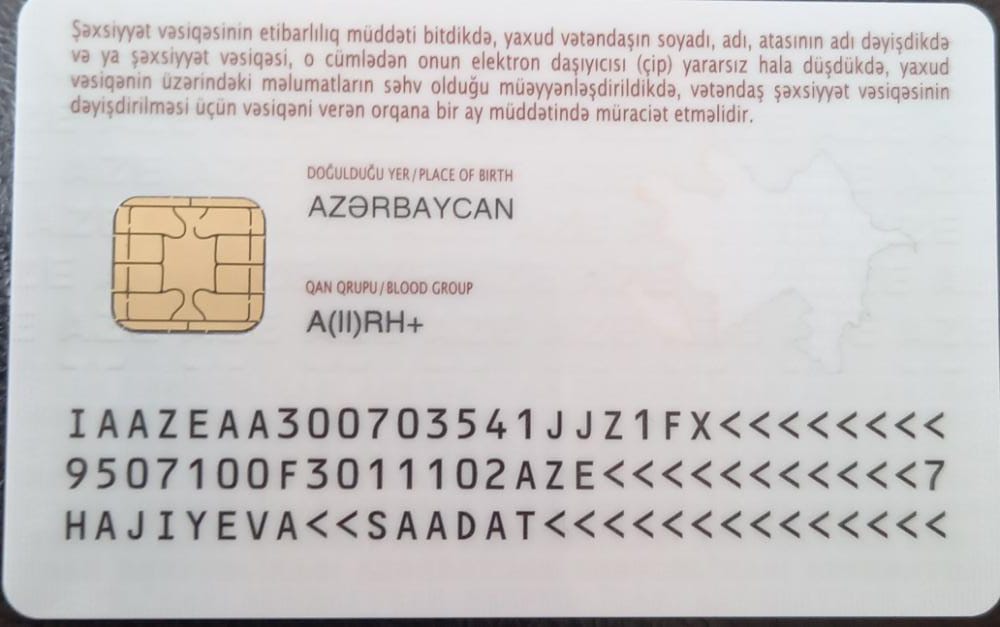 Şəxsiyyət vəsiqəsinin etibarlılıq müddəti bitdikdə, yaxud vətəndaşın soyadı, adı, atasının adı dəyişdikdə
və ya şəxsiyyət vəsiqəsi, o cümlədən onun elektron daşıyıcısı (çip) yararsız hala düşdükdə, yaxud
vəsiqənin üzərindəki məlumatların səhv olduğu müəyyənləşdirildikdə, vətəndaş şəxsiyyət vəsiqəsinin
dəyişdirilməsi üçün vəsiqəni verən orqana bir ay müddətində müraciət etməlidir.
DOĞULDUĞU YER/PLACE OF BIRTH
AZƏRBAYCAN
QAN QRUPU/BLOOD GROUP
A(II)RH+
IAAZEAA300703541JJZ1FX<<<<<<<<
9507100F3011102AZE<<<<<<<<<<<7
HAJIYEVA<<SAADAT<<<<<<<<<<<<<<